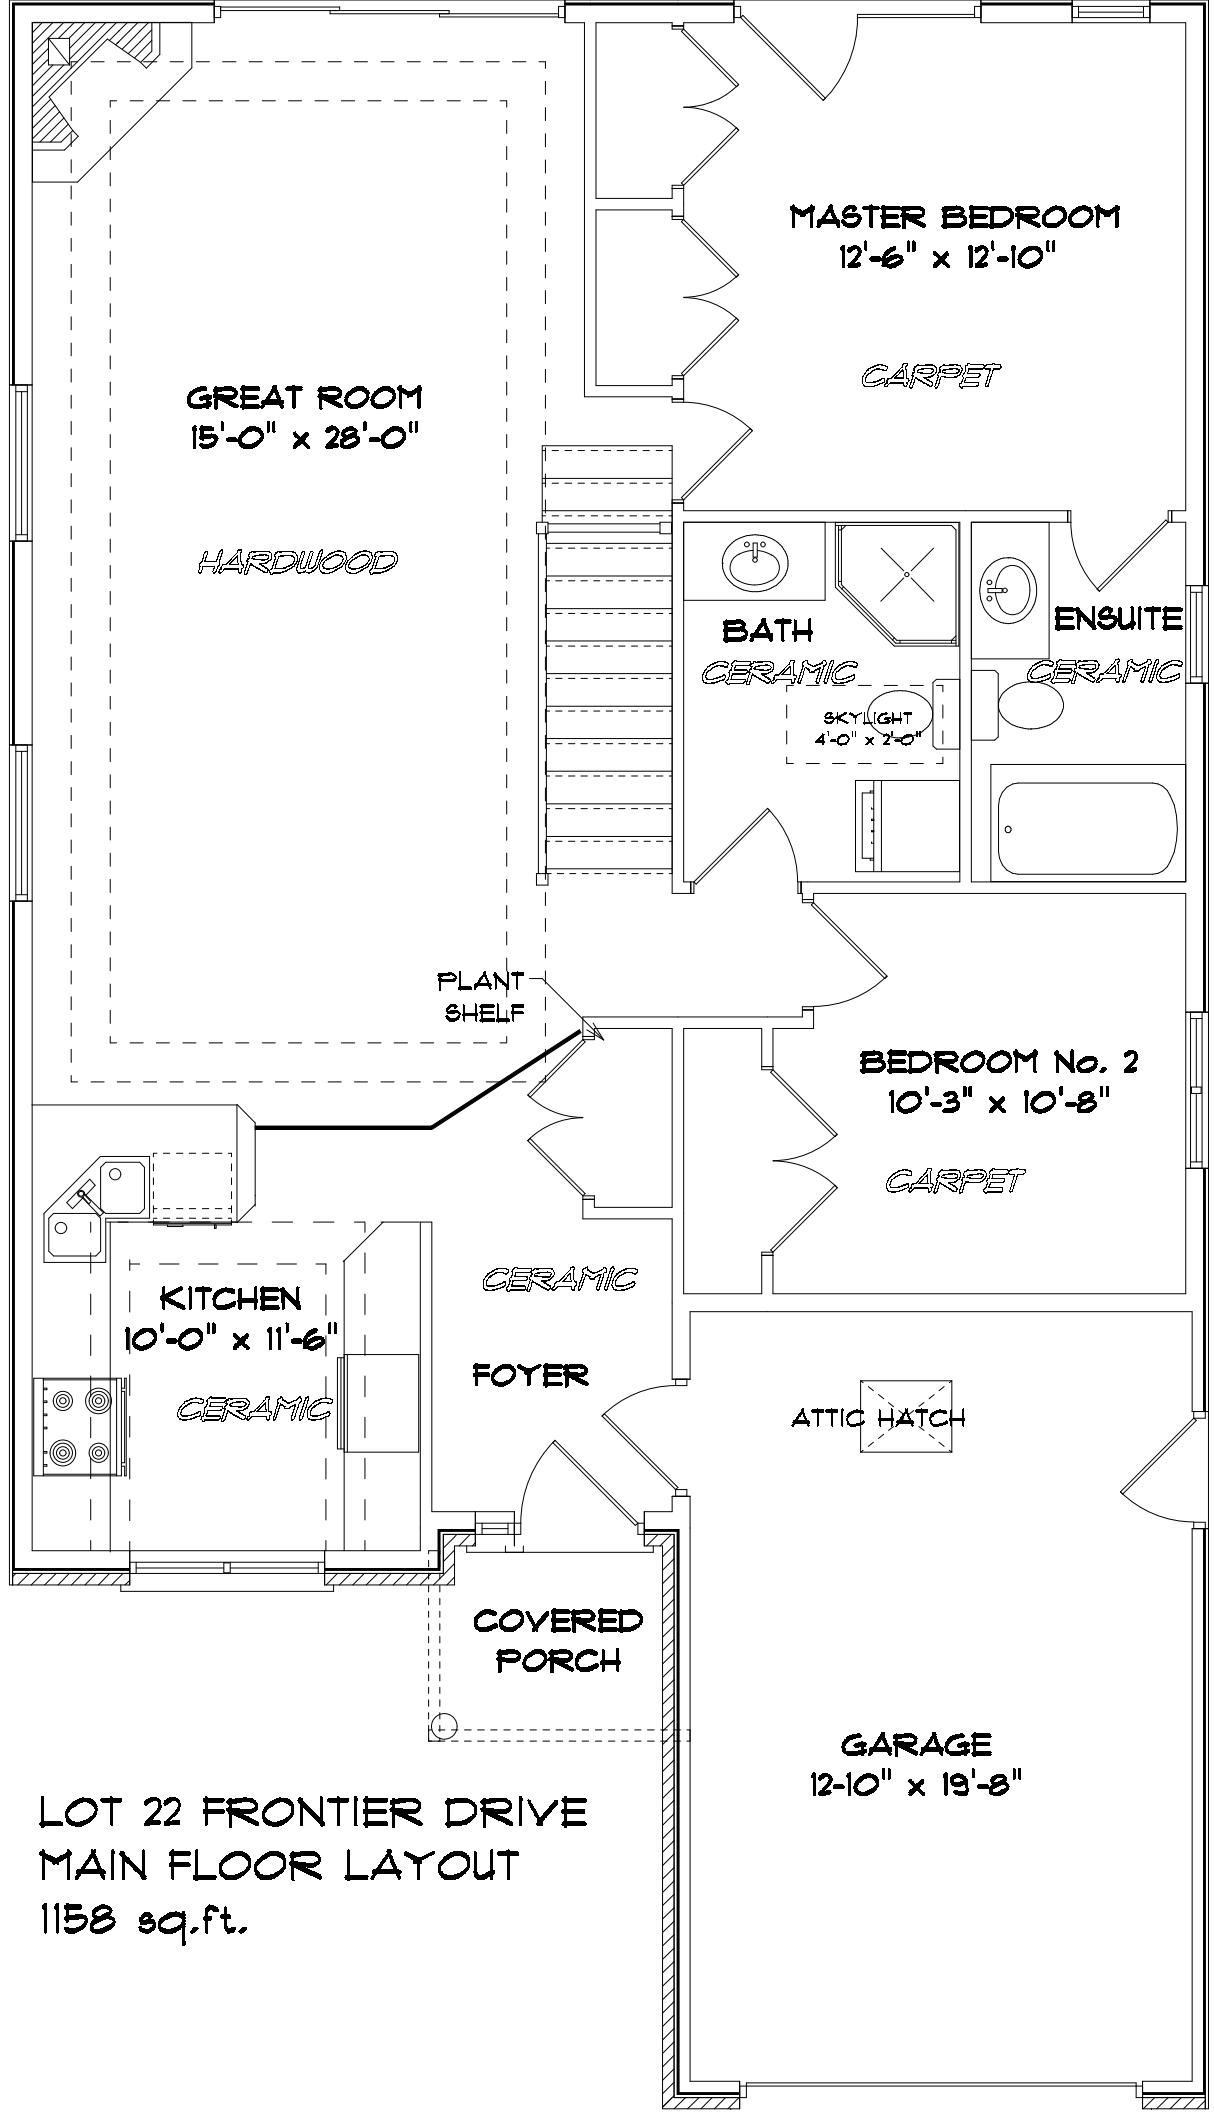 MASTER BEDROOM
12'-6" x 12'-10"
CARPET
GREAT ROOM
15'-0" x 28'-0"
HARDWOOD
BATH
CERAMIC
SKYLIGHT
4'-0" x 2'-0"
ENSUITE
CERAMIC
PLANT
SHELF
BEDROOM No. 2
10'-3" x 10'-8"
CARPET
KITCHEN
10'-0" x 11'-6"
CERAMIC
CERAMIC
FOYER
ATTIC HATCH
COVERED
PORCH
GARAGE
12-10" x 19'-8"
LOT 22 FRONTIER DRIVE
MAIN FLOOR LAYOUT
1158 sq.ft.